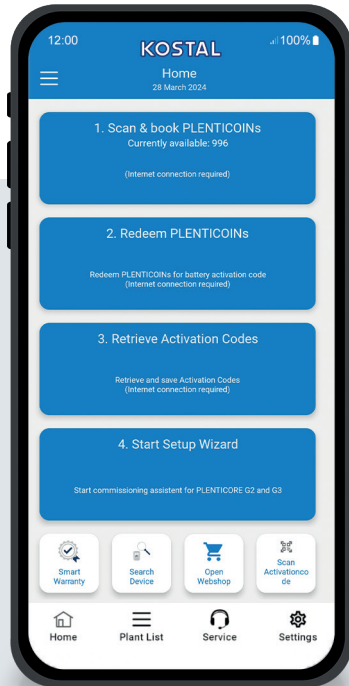 12:00
100%
KOSTAL
Home
28 March 2024
1. Scan & book PLENTICOINs
Currently available: 996
(Internet connection required)
2. Redeem PLENTICOINs
Redeem PLENTICOINs for battery activation code
(Internet connection required)
3. Retrieve Activation Codes
Retrieve and save Activation Codes
(Internet connection required)
4. Start Setup Wizard
Start commissioning assistent for PLENTICORE G2 and G3
Smart
Warranty
Search
Device
Open
Webshop
Scan
Activationco
de
Home
Plant List
Service
Settings